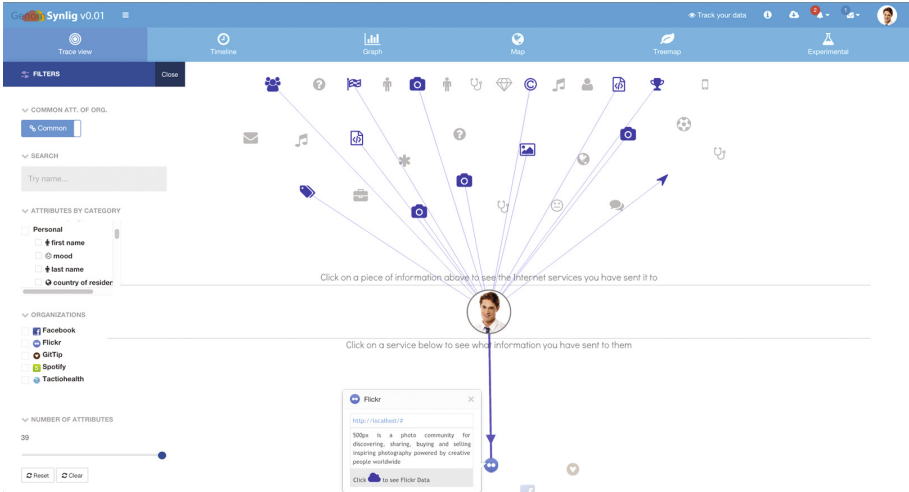 Genomsynlig v0.01
Track your data
2
1
Trace view
Timeline
Graph
Map
Treemap
Experimental
FILTERS
Close
COMMON ATT. OF ORG.
Common
SEARCH
Try name...
ATTRIBUTES BY CATEGORY
Personal
first name
mood
last name
country of residen
ORGANIZATIONS
Facebook
Flickr
GitTip
Spotify
Tactiohealth
NUMBER OF ATTRIBUTES
39
Reset
Clear
Click on a piece of information above to see the Internet services you have sent it to
Click on a service below to see what information you have sent to them
Flickr
http://localhost/#
500px is a photo community for
discovering, sharing, buying and selling
inspiring photography powered by creative
people worldwide
Click to see Flickr Data